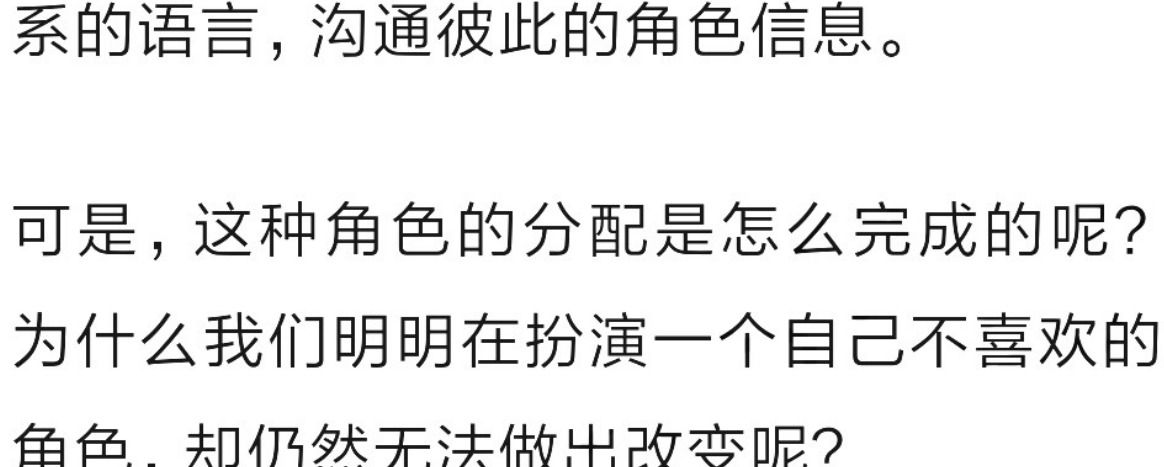 系的语言，沟通彼此的角色信息。
可是，这种角色的分配是怎么完成的呢？
为什么我们明明在扮演一个自己不喜欢的
角色，却仍然无法做出改变呢？